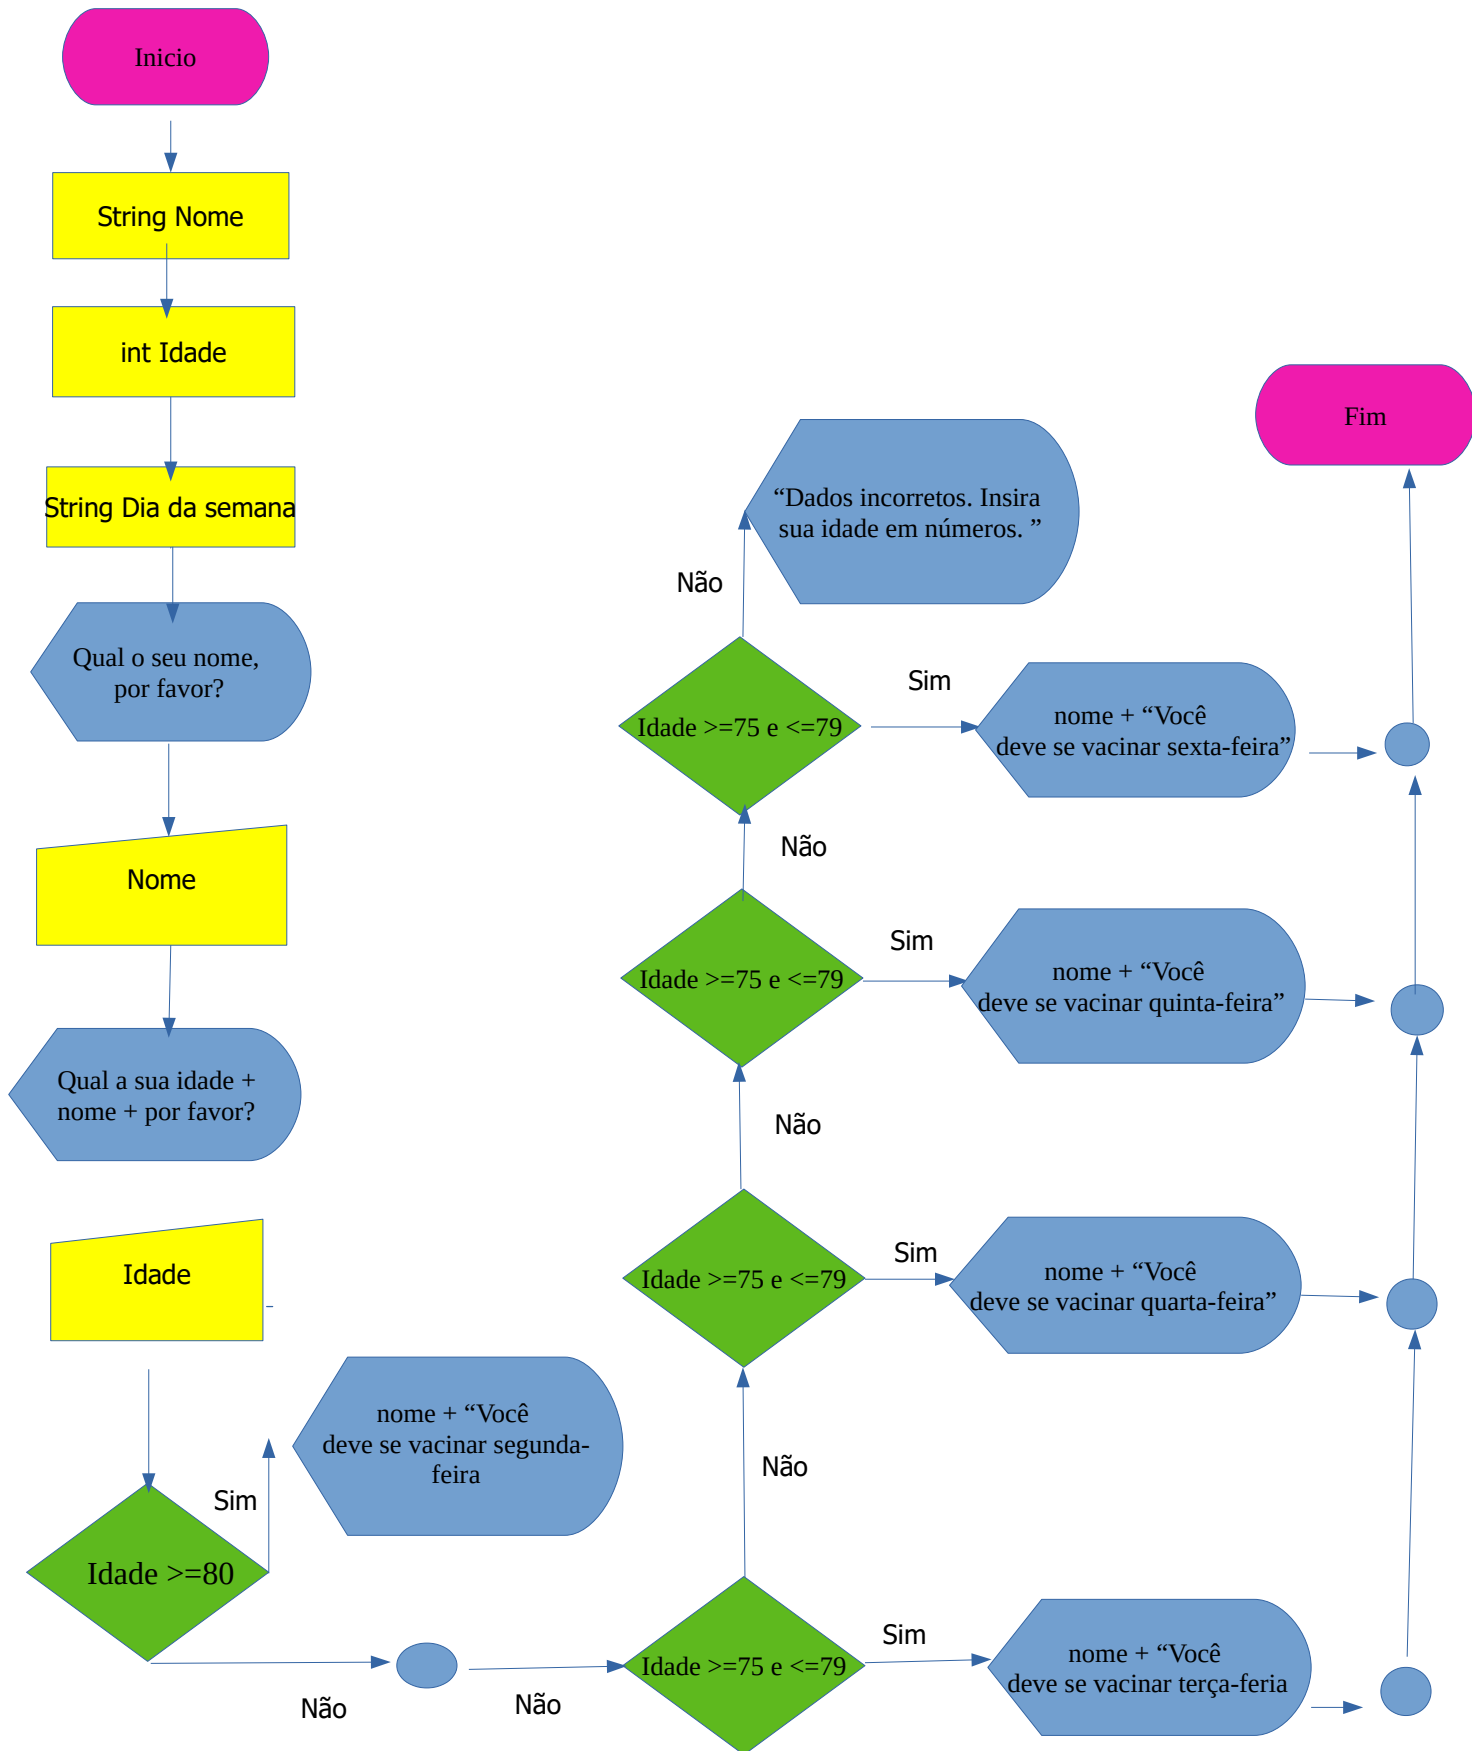 Inicio
String Nome
int Idade
String Dia da semana
Qual o seu nome,
por favor?
Nome
Qual a sua idade +
nome + por favor?
Idade
Idade >=80
Sim
nome + “Você
deve se vacinar segunda-
feira
Não
Não
Idade >=75 e <=79
Sim
nome + “Você
deve se vacinar terça-feria
Não
Idade >=75 e <=79
Sim
nome + “Você
deve se vacinar quarta-feira”
Não
Idade >=75 e <=79
Sim
nome + “Você
deve se vacinar quinta-feira”
Não
Idade >=75 e <=79
Sim
nome + “Você
deve se vacinar sexta-feira”
Não
“Dados incorretos. Insira
sua idade em números. ”
Fim